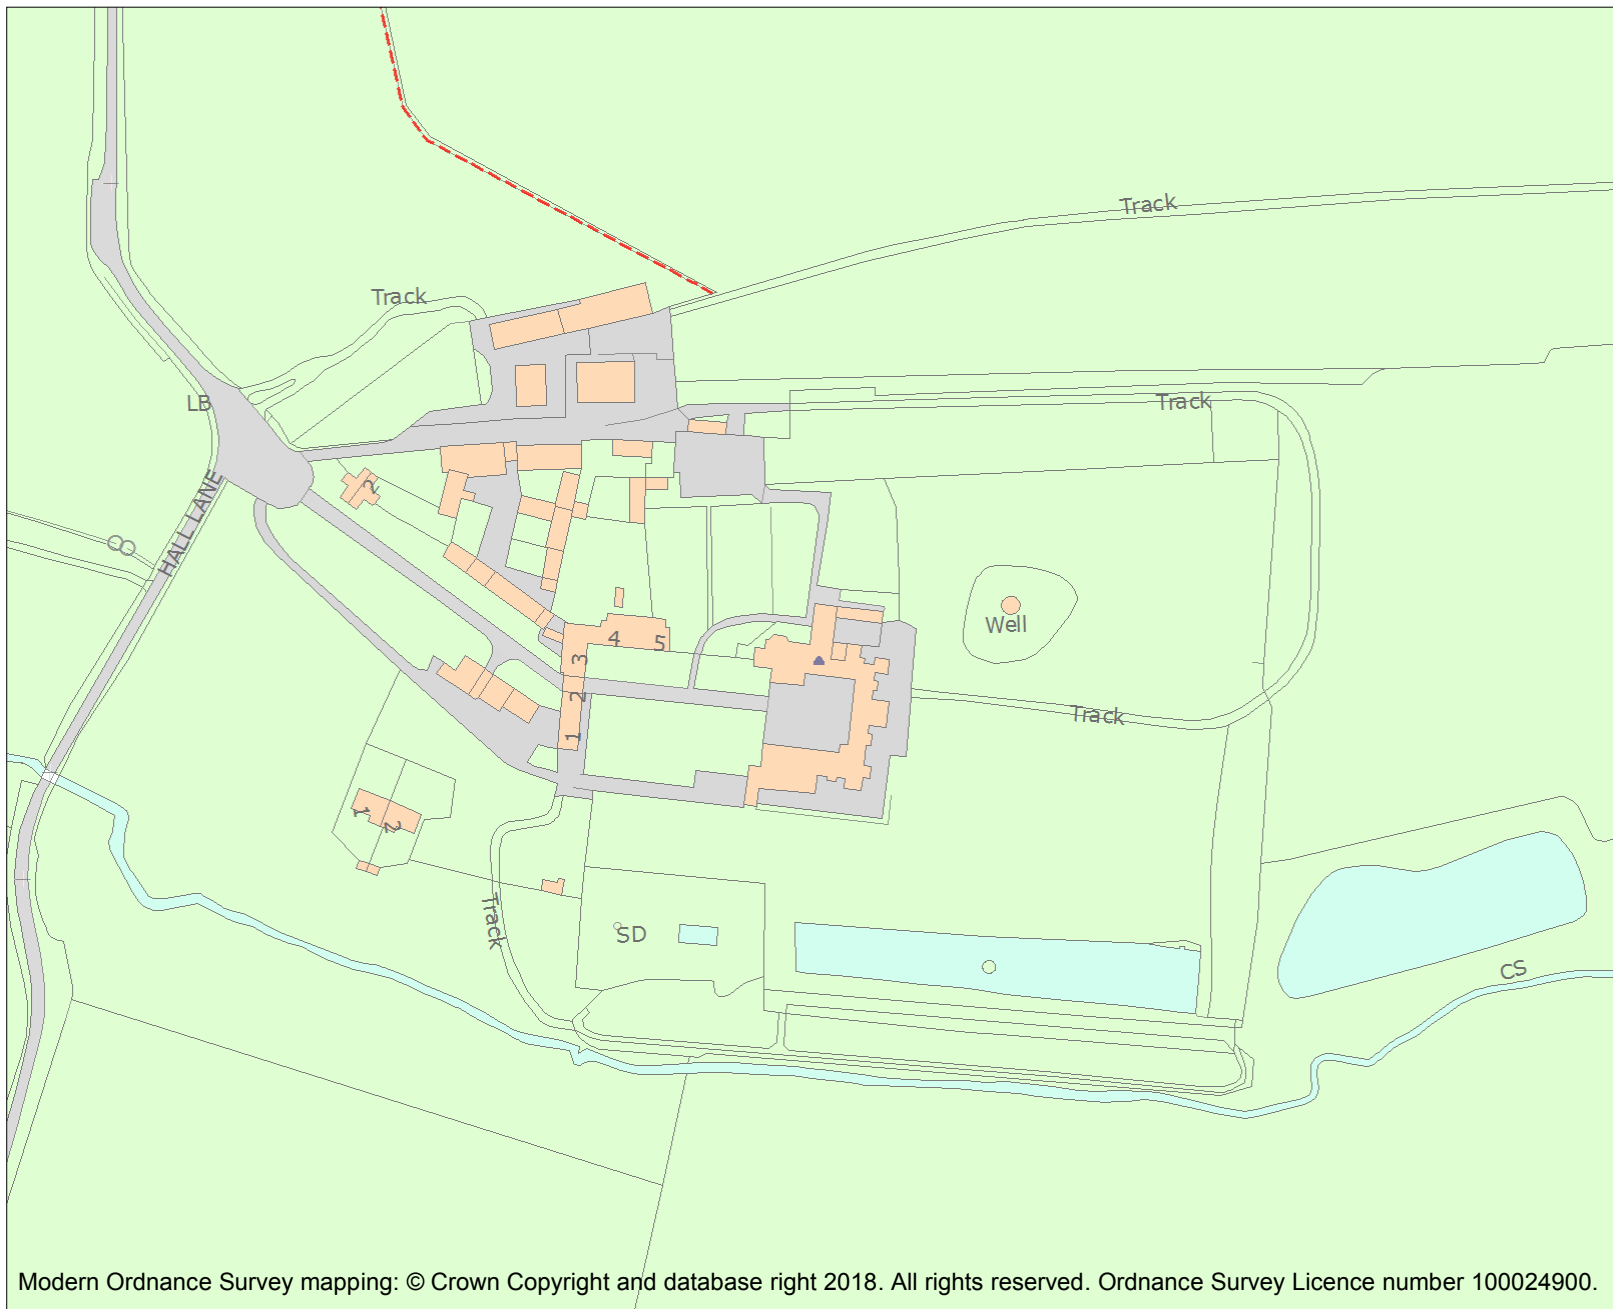 Track
Track
Track
LB
2
HALL LANE
Well
4
5
3
2
1
Track
1
2
Track
SD
CS
Modern Ordnance Survey mapping: © Crown Copyright and database right 2018. All rights reserved. Ordnance Survey Licence number 100024900.